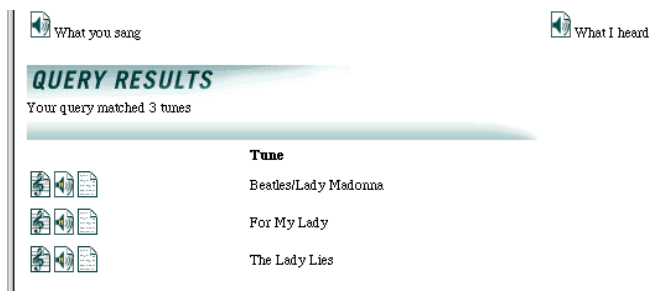 What you sang
What I heard
QUERY RESULTS
Your query matched 3 tunes
Tune
Beatles/Lady Madonna
For My Lady
The Lady Lies